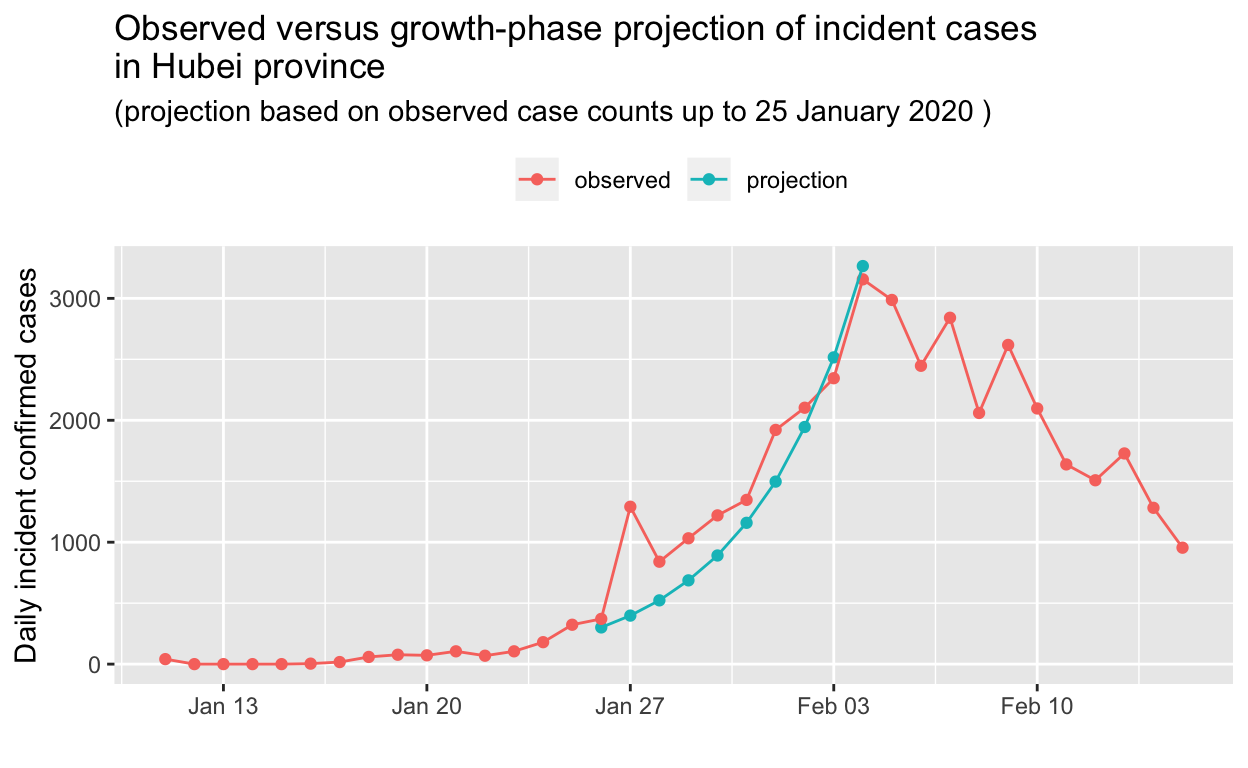 Observed versus growth-phase projection of incident cases
in Hubei province
(projection based on observed case counts up to 25 January 2020 )
observed projection
Daily incident confirmed cases
3000
2000
1000
0
Jan 13 Jan 20 Jan 27 Feb 03 Feb 10